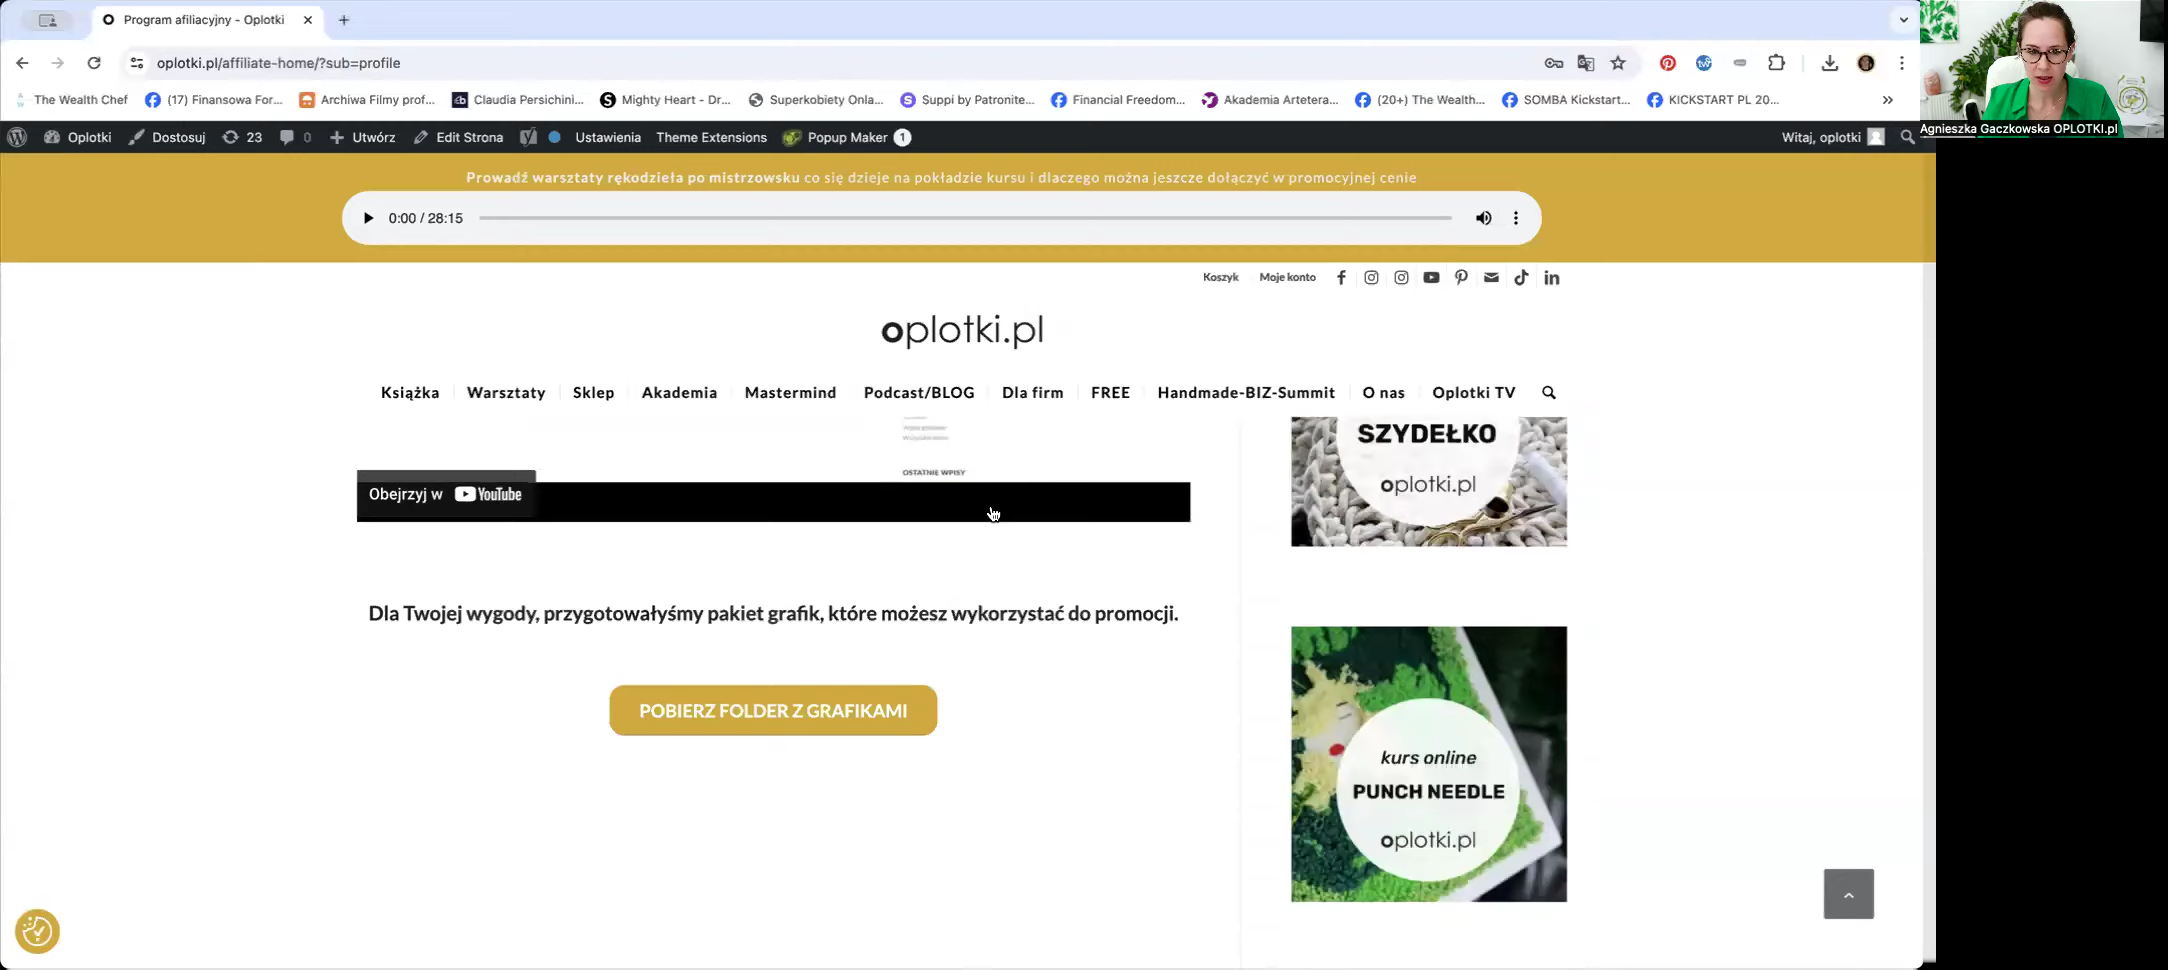 Program afiliacyjny - Oplotki
oplotki.pl/affiliate-home/?sub=profile
The Wealth Chef
(17) Finansowa For...
Archiwa Filmy prof...
Claudia Persichini...
Mighty Heart - Dr...
Superkobiety Onla...
Suppi by Patronite...
Financial Freedom...
Akademia Artetera...
(20+) The Wealth...
SOMBA Kickstart...
KICKSTART PL 20...
Agnieszka Gaczkowska OPLOTKI.pl
Oplotki
Dostosuj
23
0
Utwórz
Edit Strona
Ustawienia
Theme Extensions
Popup Maker 1
Witaj, oplotki
Prowadź warsztaty rękodzieła po mistrzowsku co się dzieje na pokładzie kursu i dlaczego można jeszcze dołączyć w promocyjnej cenie
0:00 / 28:15
Koszyk
Moje konto
oplotki.pl
Książka
Warsztaty
Sklep
Akademia
Mastermind
Podcast/BLOG
Dla firm
FREE
Handmade-BIZ-Summit
O nas
Oplotki TV
OSTATNIE WPISY
Obejrzyj w YouTube
SZYDEŁKO
oplotki.pl
Dla Twojej wygody, przygotowałyśmy pakiet grafik, które możesz wykorzystać do promocji.
POBIERZ FOLDER Z GRAFIKAMI
kurs online
PUNCH NEEDLE
oplotki.pl